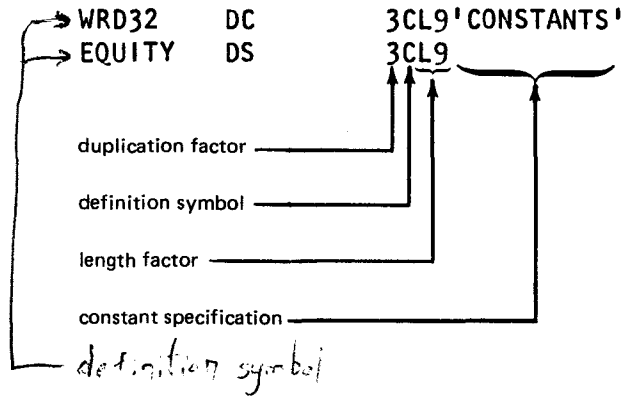 WRD32 DC 3CL9'CONSTANTS'
EQUITY DS 3CL9
duplication factor
definition symbol
length factor
constant specification
definition symbol